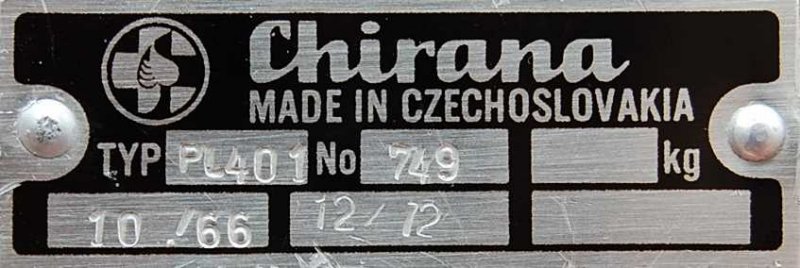 Chirana
MADE IN CZECHOSLOVAKIA
TYP PL401 No 749 kg
10./66 12/72